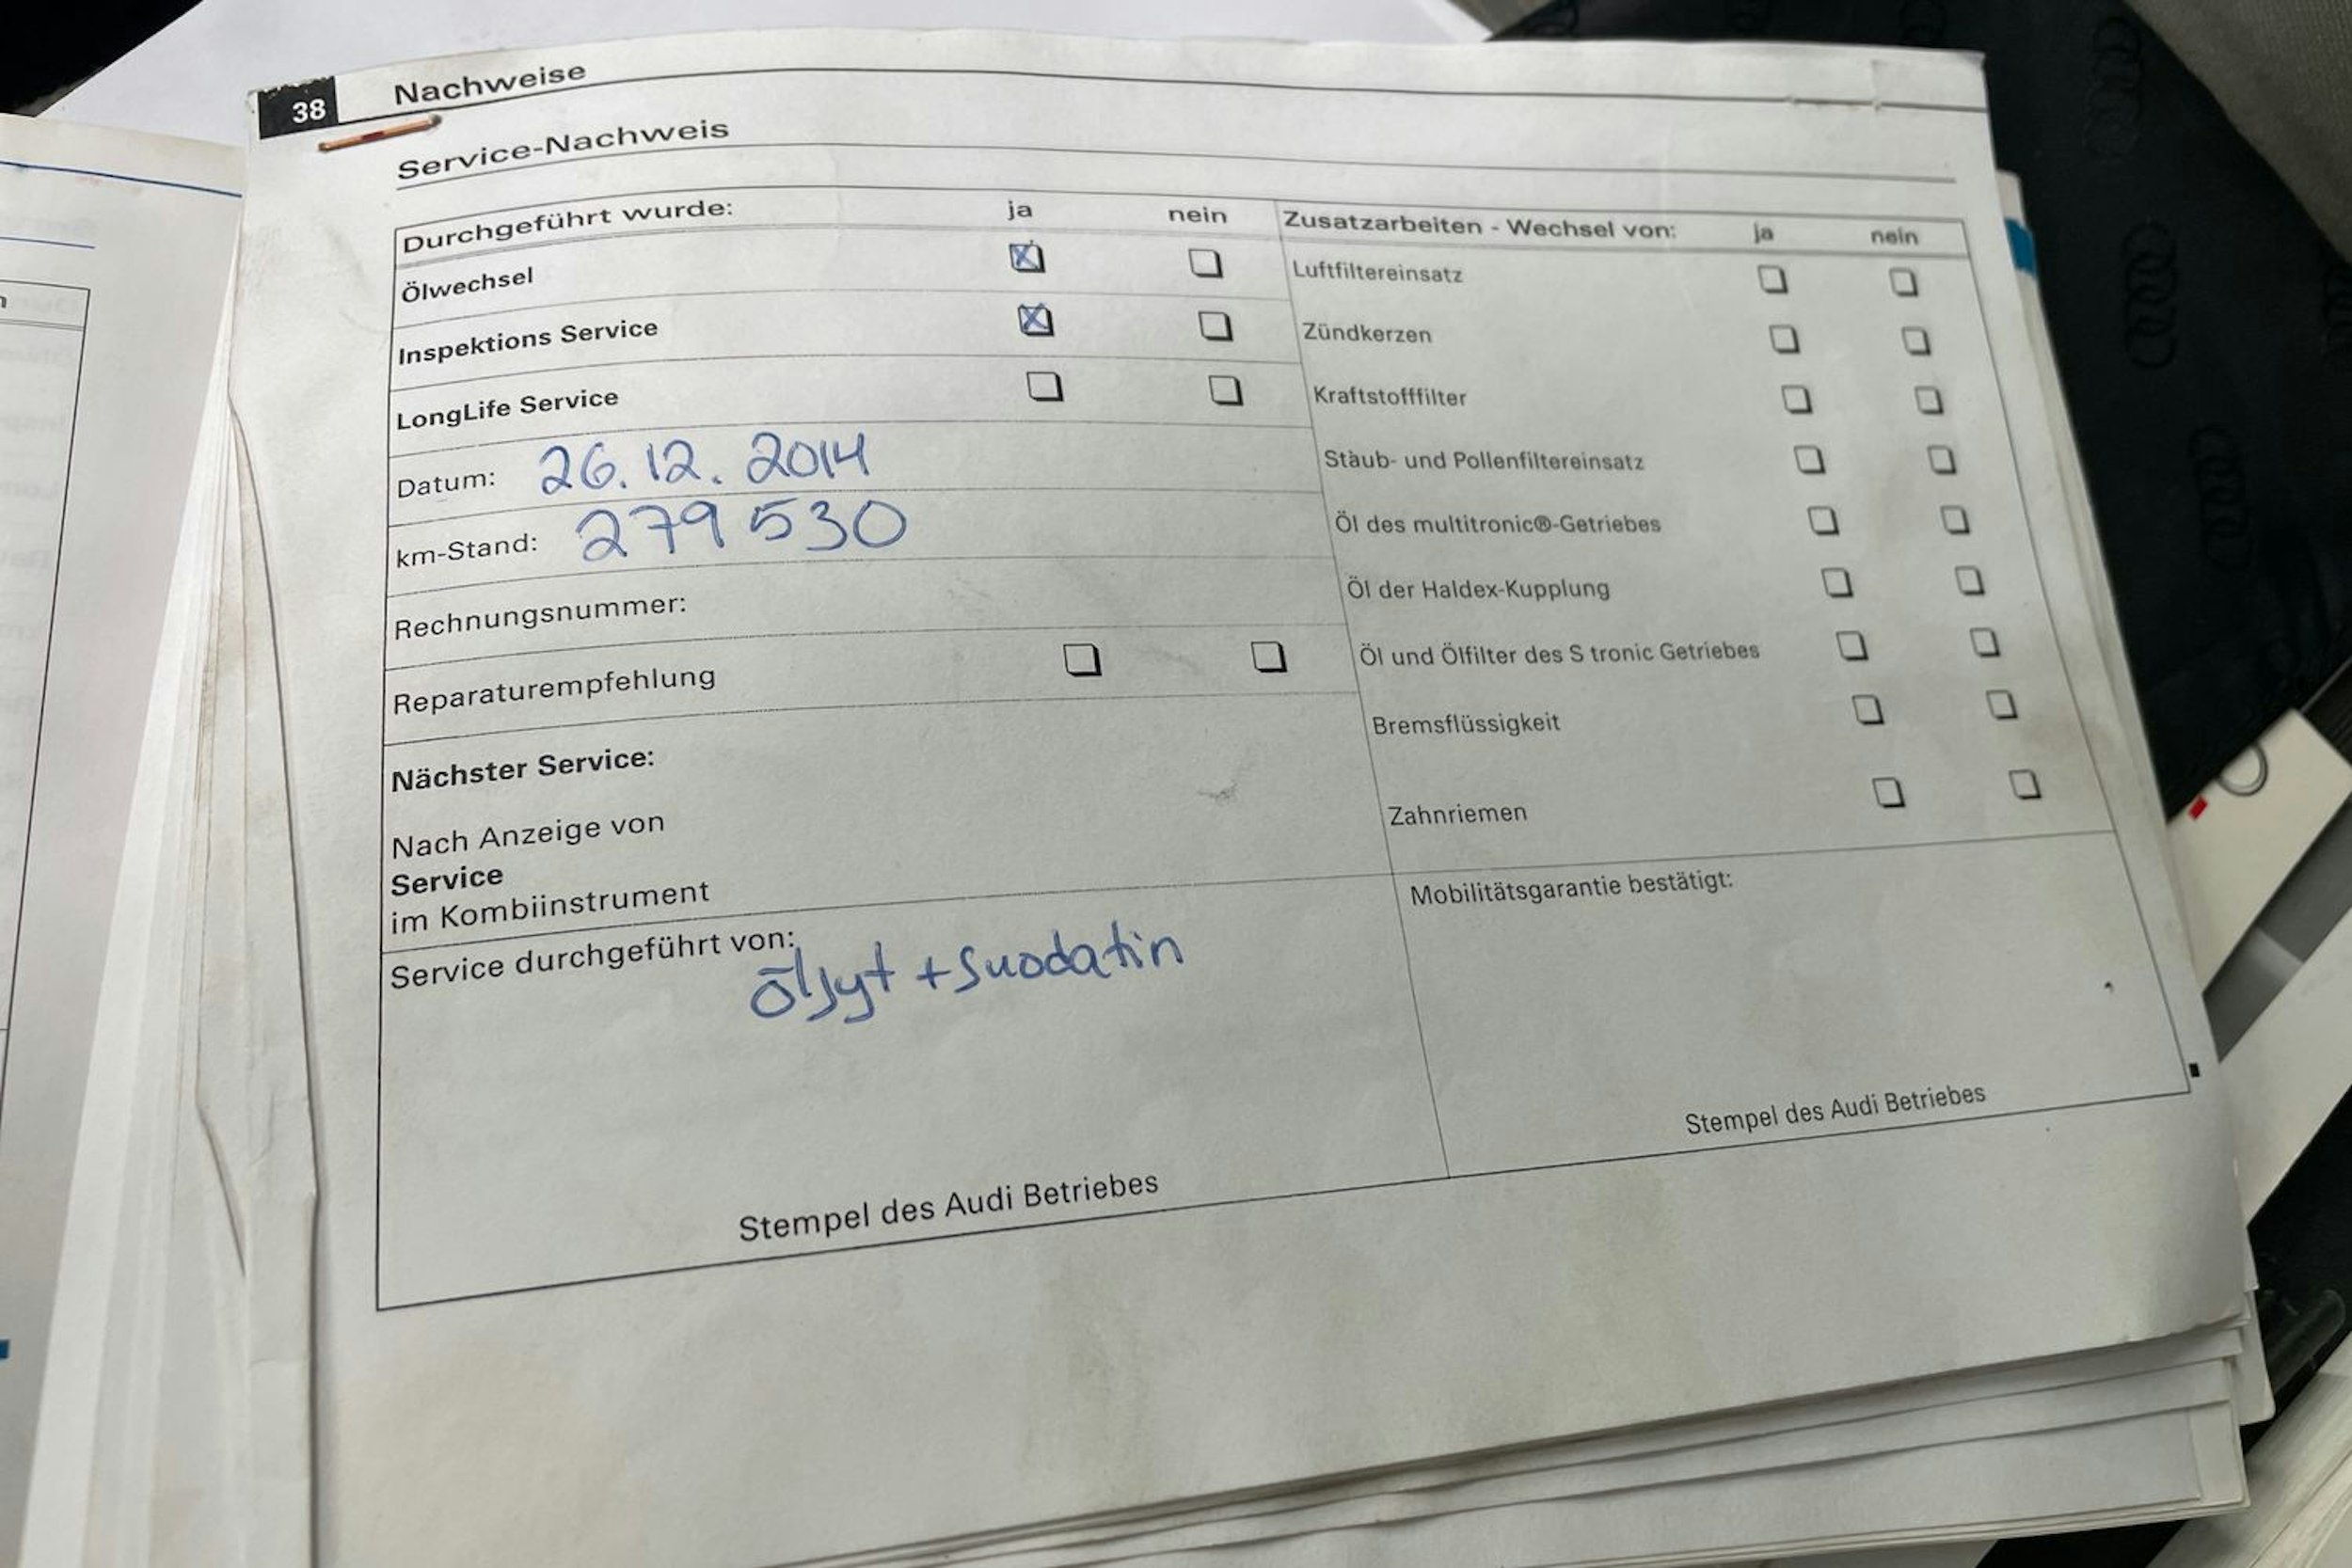 38 Nachweise
Service-Nachweis
Durchgeführt wurde: ja nein
Ölwechsel
Inspektions Service
LongLife Service
Datum: 26.12.2014
km-Stand: 279 530
Rechnungsnummer:
Reparaturempfehlung
Nächster Service:
Nach Anzeige von
Service
im Kombiinstrument
Service durchgeführt von:
öljyt + suodatin
Stempel des Audi Betriebes
Zusatzarbeiten - Wechsel von: ja nein
Luftfiltereinsatz
Zündkerzen
Kraftstofffilter
Staub- und Pollenfiltereinsatz
Öl des multitronic®-Getriebes
Öl der Haldex-Kupplung
Öl und Ölfilter des S tronic Getriebes
Bremsflüssigkeit
Zahnriemen
Mobilitätsgarantie bestätigt:
Stempel des Audi Betriebes